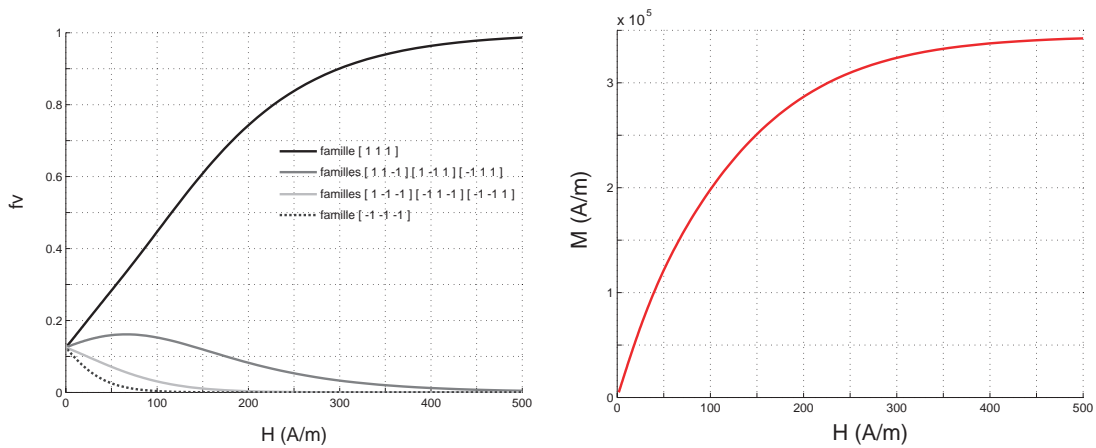 1
0.8
0.6
0.4
0.2
0
fv
famille [ 1 1 1 ]
familles [ 1 1 -1 ] [ 1 -1 1 ] [ -1 1 1 ]
familles [ 1 -1 -1 ] [ -1 1 -1 ] [ -1 -1 1 ]
famille [ -1 -1 -1 ]
0 100 200 300 400 500
H (A/m)
x 10⁵
3
2
1
0
M (A/m)
0 100 200 300 400 500
H (A/m)